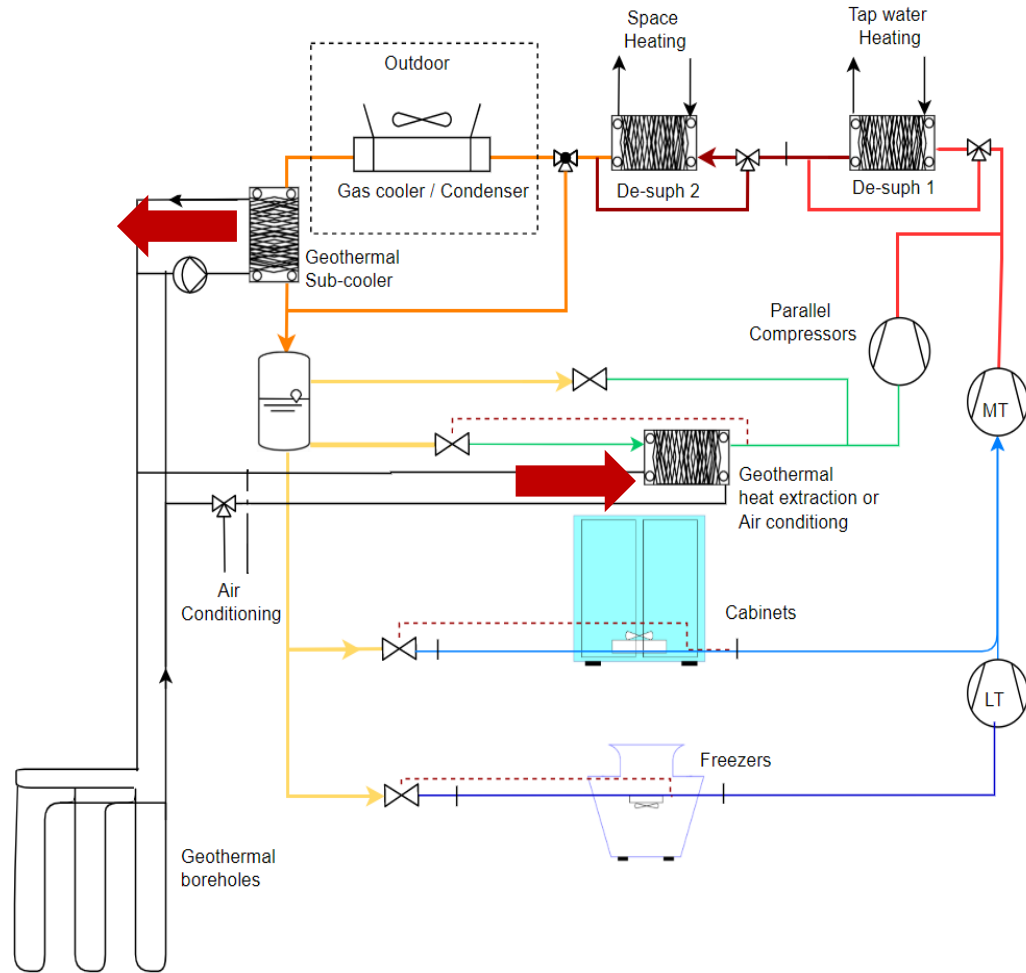 Space
Heating
Tap water
Heating
Outdoor
Gas cooler / Condenser
De-suph 2
De-suph 1
Geothermal
Sub-cooler
Parallel
Compressors
MT
Geothermal
heat extraction or
Air conditiong
Air
Conditioning
Cabinets
LT
Freezers
Geothermal
boreholes